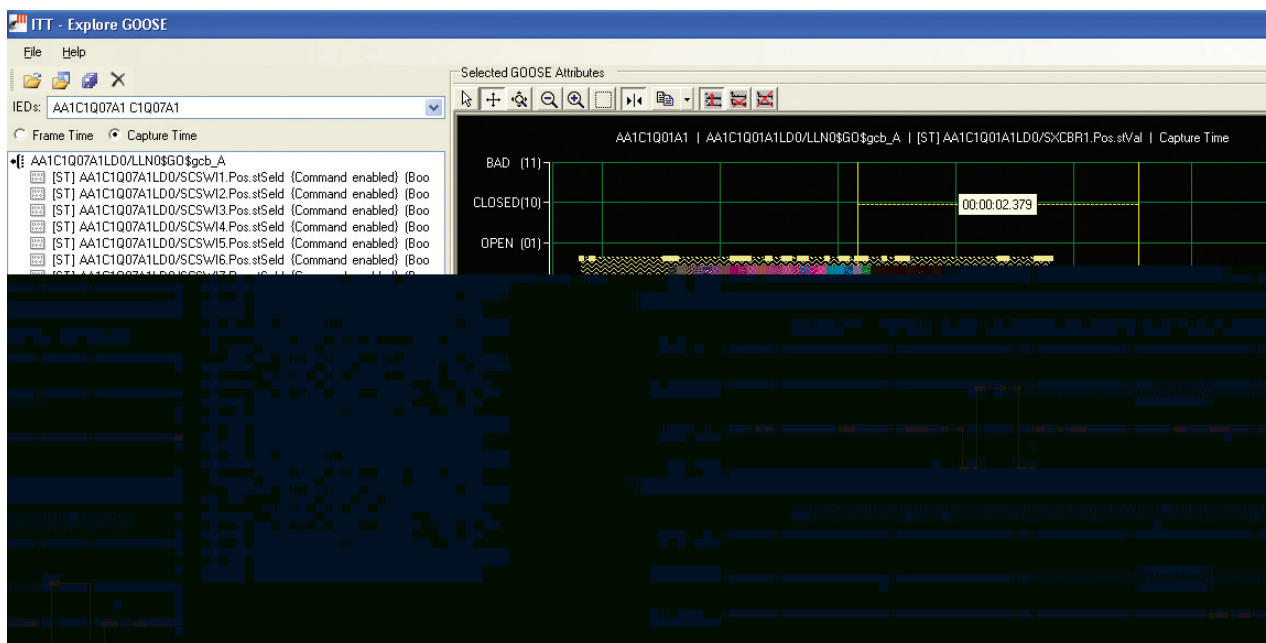 ITT - Explore GOOSE
File Help
IEDs: AA1C1Q07A1 C1Q07A1
Frame Time Capture Time
AA1C1Q07A1LD0/LLN0$GO$gcb_A
[ST] AA1C1Q07A1LD0/SCSWI1.Pos.stSeld {Command enabled} (Boo
[ST] AA1C1Q07A1LD0/SCSWI2.Pos.stSeld {Command enabled} (Boo
[ST] AA1C1Q07A1LD0/SCSWI3.Pos.stSeld {Command enabled} (Boo
[ST] AA1C1Q07A1LD0/SCSWI4.Pos.stSeld {Command enabled} (Boo
[ST] AA1C1Q07A1LD0/SCSWI5.Pos.stSeld {Command enabled} (Boo
[ST] AA1C1Q07A1LD0/SCSWI6.Pos.stSeld {Command enabled} (Boo
Selected GOOSE Attributes
AA1C1Q01A1 | AA1C1Q01A1LD0/LLN0$GO$gcb_A | [ST] AA1C1Q01A1LD0/SXCBR1.Pos.stVal | Capture Time
BAD (11)
CLOSED(10)
00:00:02.379
OPEN (01)